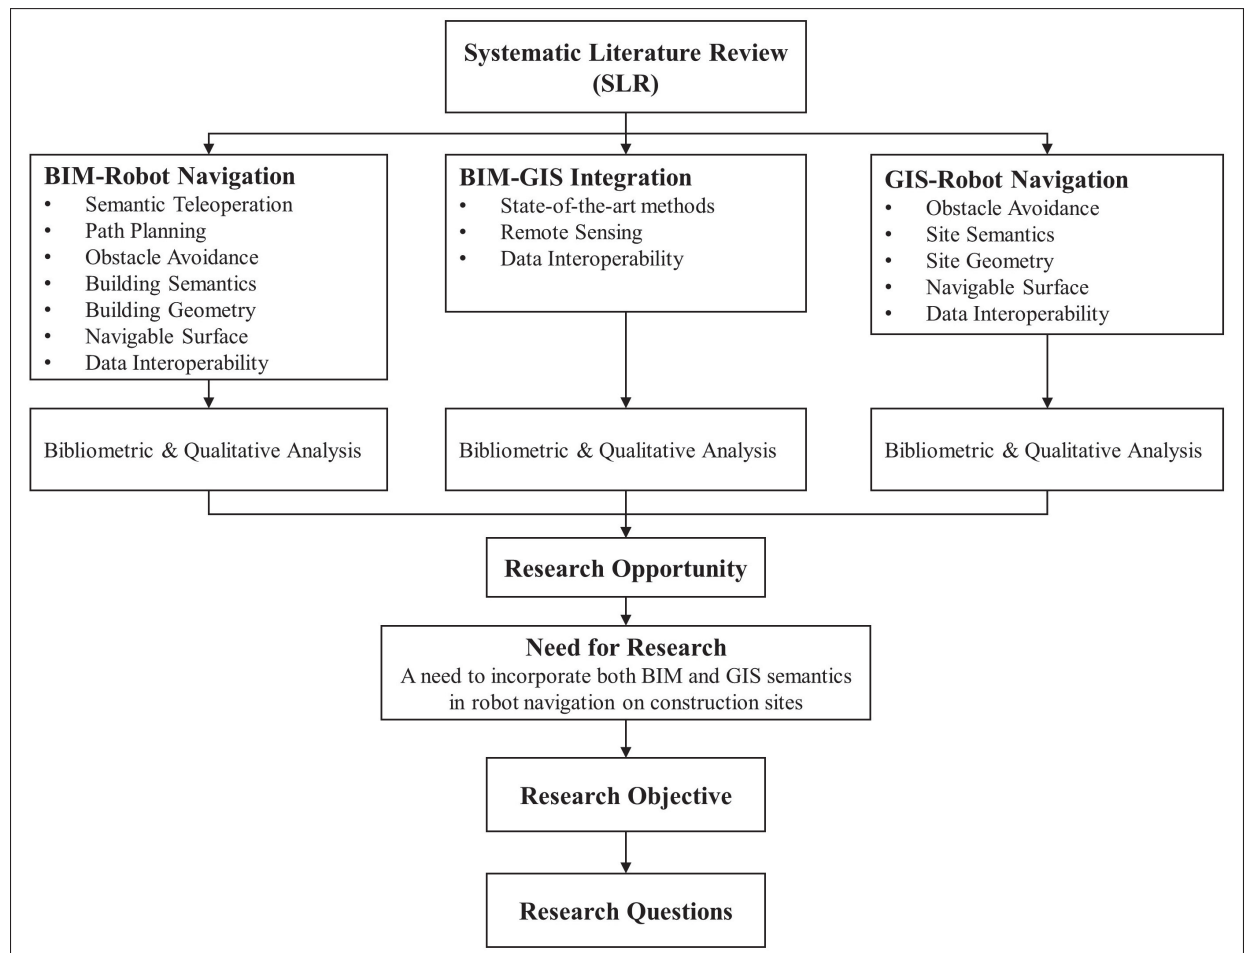 Systematic Literature Review
(SLR)
BIM-Robot Navigation
• Semantic Teleoperation
• Path Planning
• Obstacle Avoidance
• Building Semantics
• Building Geometry
• Navigable Surface
• Data Interoperability
BIM-GIS Integration
• State-of-the-art methods
• Remote Sensing
• Data Interoperability
GIS-Robot Navigation
• Obstacle Avoidance
• Site Semantics
• Site Geometry
• Navigable Surface
• Data Interoperability
Bibliometric & Qualitative Analysis
Bibliometric & Qualitative Analysis
Bibliometric & Qualitative Analysis
Research Opportunity
Need for Research
A need to incorporate both BIM and GIS semantics
in robot navigation on construction sites
Research Objective
Research Questions